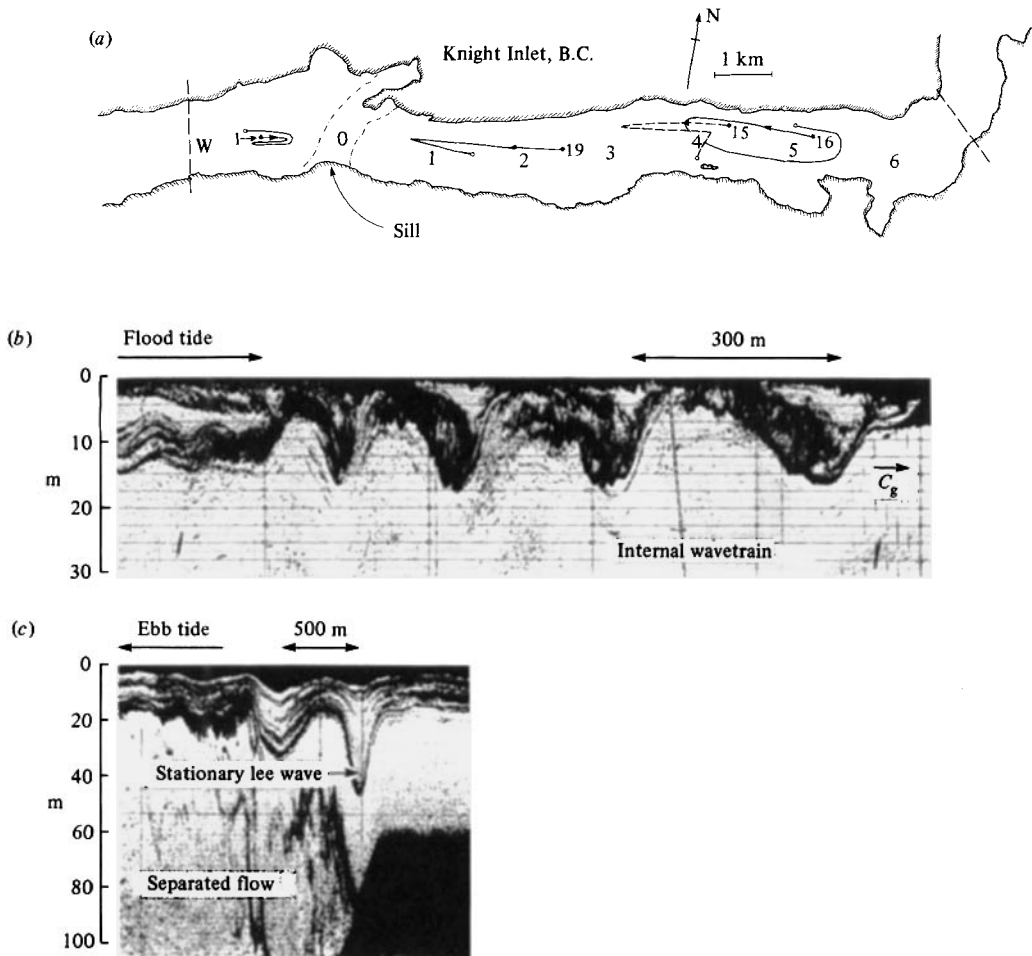 (a)
Knight Inlet, B.C.
N
1 km
W
1
0
1
2
19
3
4
15
5
16
6
Sill
(b)
Flood tide
300 m
0
10
m
20
30
C_g
Internal wavetrain
(c)
Ebb tide
500 m
0
20
40
m
60
80
100
Stationary lee wave
Separated flow